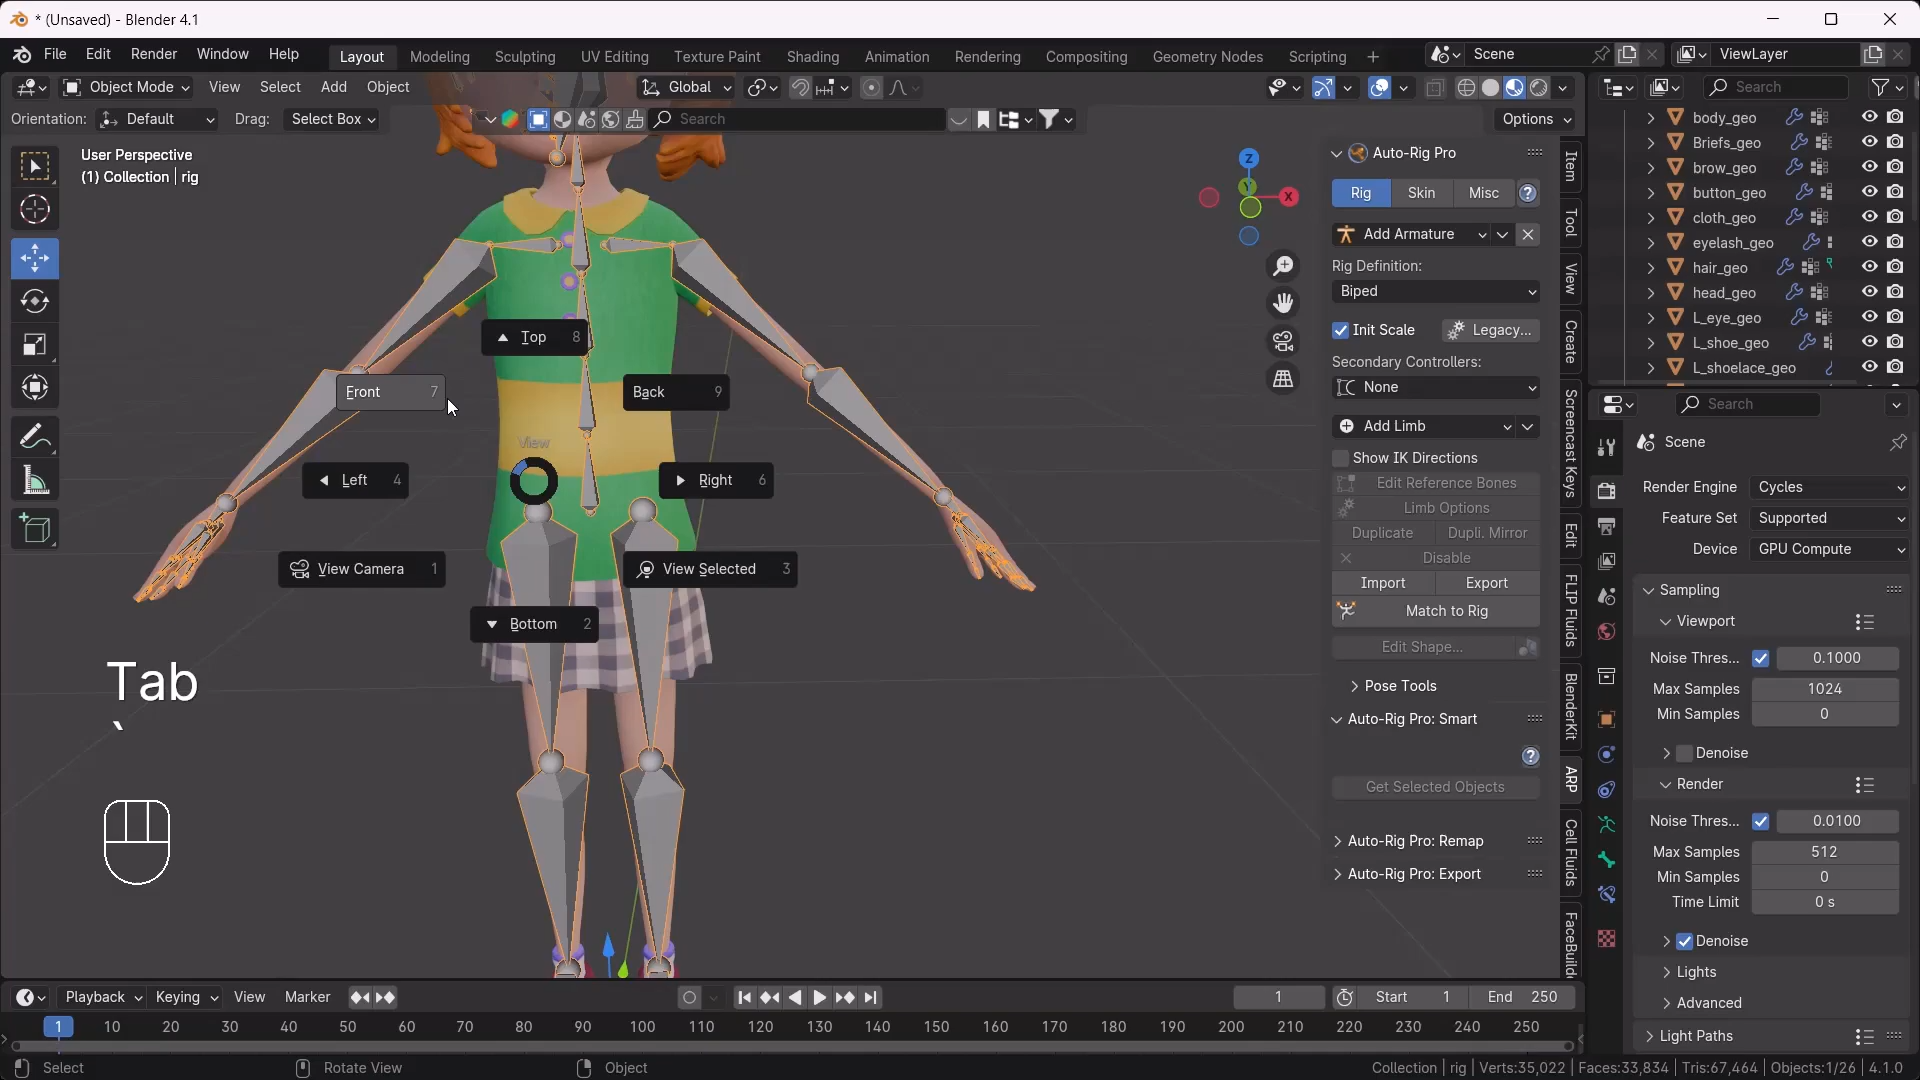 * (Unsaved) - Blender 4.1
File Edit Render Window Help
Layout Modeling Sculpting UV Editing Texture Paint Shading Animation Rendering Compositing Geometry Nodes Scripting +
Scene
ViewLayer
Object Mode View Select Add Object
Global
Search
Orientation: Default Drag: Select Box
Search
Options
User Perspective
(1) Collection | rig
Z
Y
X
Top 8
Front 7
Back 9
View
Left 4
Right 6
View Camera 1
View Selected 3
Bottom 2
Tab
`
Auto-Rig Pro
Rig Skin Misc ?
Add Armature
Rig Definition:
Biped
Init Scale Legacy...
Secondary Controllers:
None
Add Limb
Show IK Directions
Edit Reference Bones
Limb Options
Duplicate Dupli. Mirror
Disable
Import Export
Match to Rig
Edit Shape...
Pose Tools
Auto-Rig Pro: Smart
?
Get Selected Objects
Auto-Rig Pro: Remap
Auto-Rig Pro: Export
Item
Tool
View
Create
Screencast Keys
Edit
FLIP Fluids
BlenderKit
ARP
Cell Fluids
FaceBuild
body_geo
Briefs_geo
brow_geo
button_geo
cloth_geo
eyelash_geo
hair_geo
head_geo
L_eye_geo
L_shoe_geo
L_shoelace_geo
Search
Scene
Render Engine Cycles
Feature Set Supported
Device GPU Compute
Sampling
Viewport
Noise Thres... 0.1000
Max Samples 1024
Min Samples 0
Denoise
Render
Noise Thres... 0.0100
Max Samples 512
Min Samples 0
Time Limit 0 s
Denoise
Lights
Advanced
Light Paths
Playback Keying View Marker
1
Start 1
End 250
1 10 20 30 40 50 60 70 80 90 100 110 120 130 140 150 160 170 180 190 200 210 220 230 240 250
Select
Rotate View
Object
Collection | rig | Verts:35,022 | Faces:33,834 | Tris:67,464 | Objects:1/26 | 4.1.0